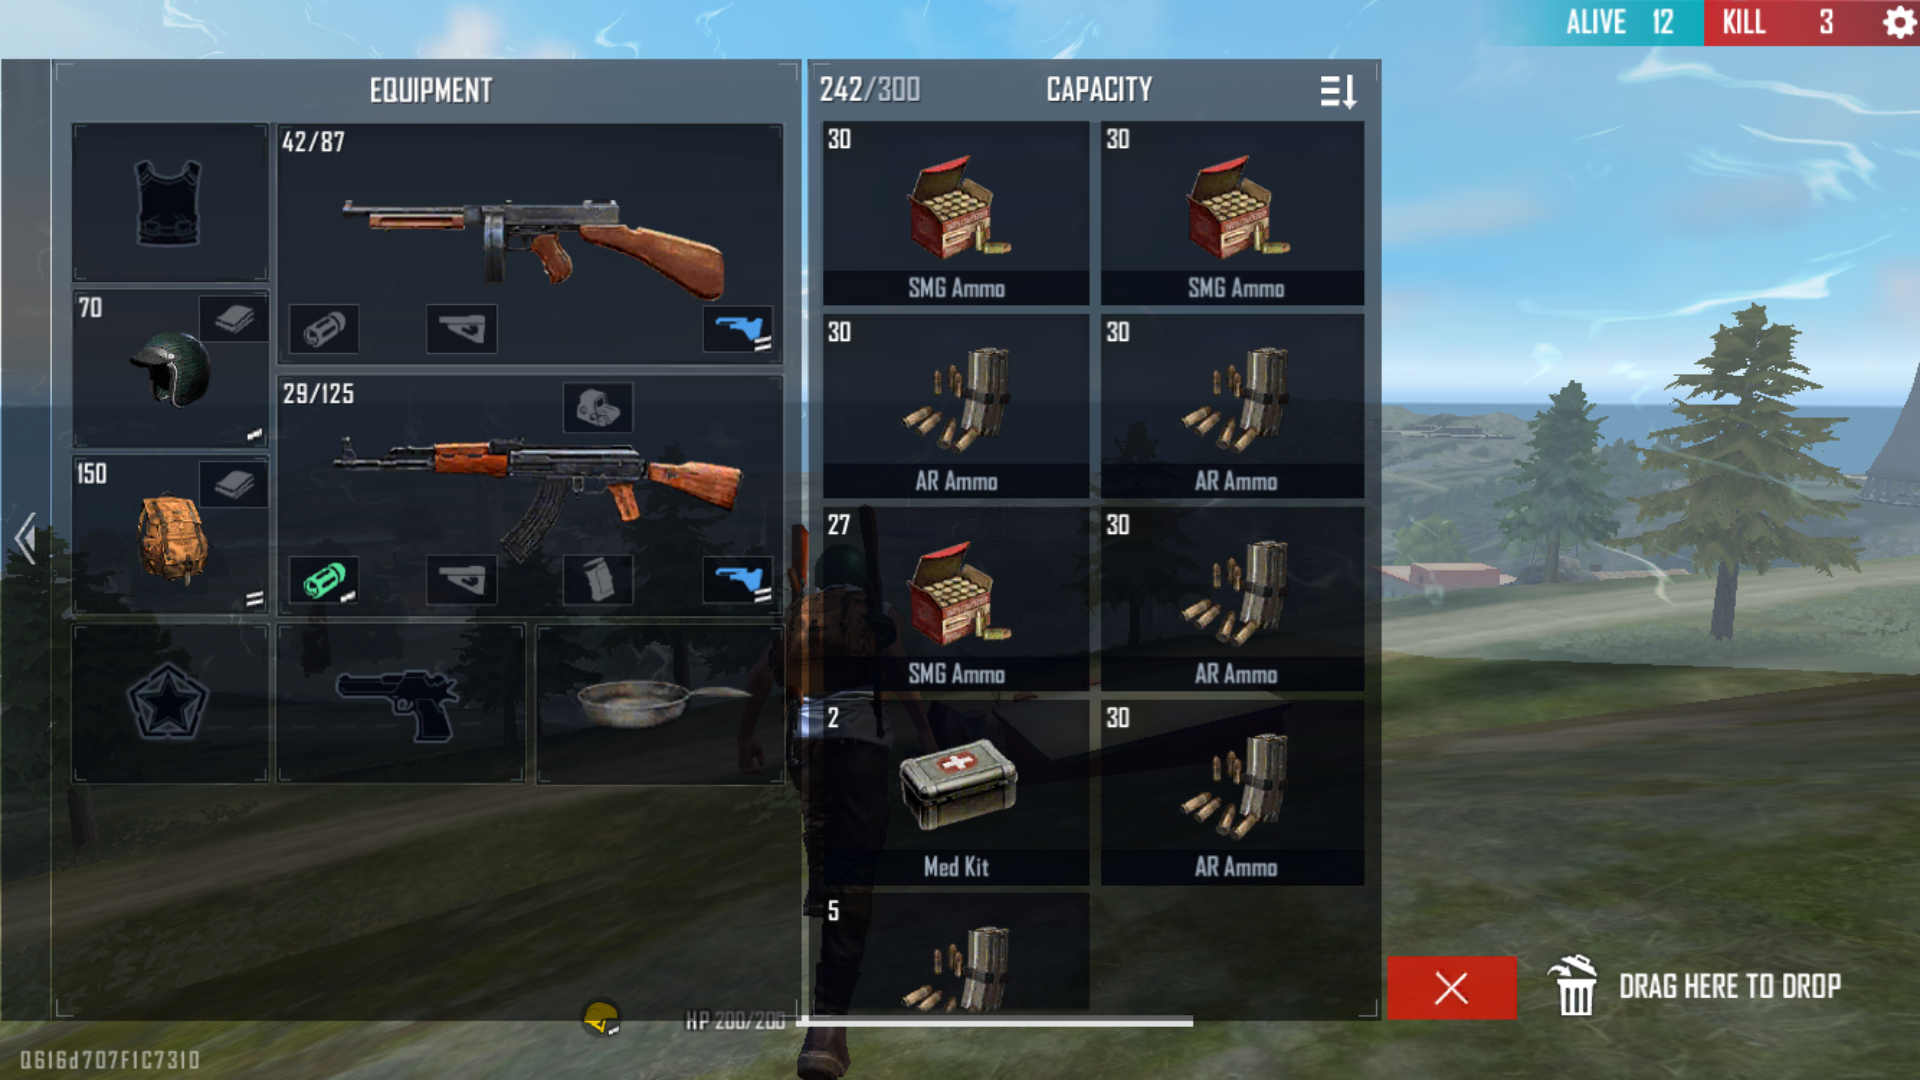 ALIVE 12 KILL 3
EQUIPMENT
242/300 CAPACITY
42/87
70
29/125
150
30
SMG Ammo
30
SMG Ammo
30
AR Ammo
30
AR Ammo
27
SMG Ammo
30
AR Ammo
2
Med Kit
30
AR Ammo
5
DRAG HERE TO DROP
HP 200/200
Q616d707F1C7310